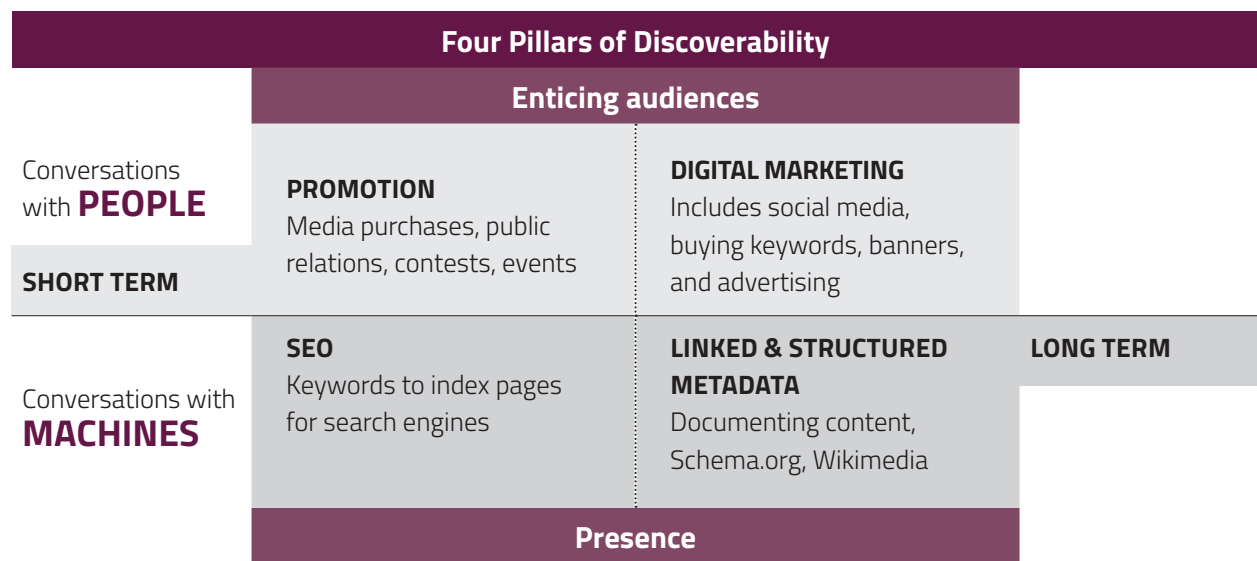 Four Pillars of Discoverability
Enticing audiences
Conversations
with PEOPLE
SHORT TERM
PROMOTION
Media purchases, public
relations, contests, events
DIGITAL MARKETING
Includes social media,
buying keywords, banners,
and advertising
Conversations with
MACHINES
SEO
Keywords to index pages
for search engines
LINKED & STRUCTURED
METADATA
Documenting content,
Schema.org, Wikimedia
LONG TERM
Presence